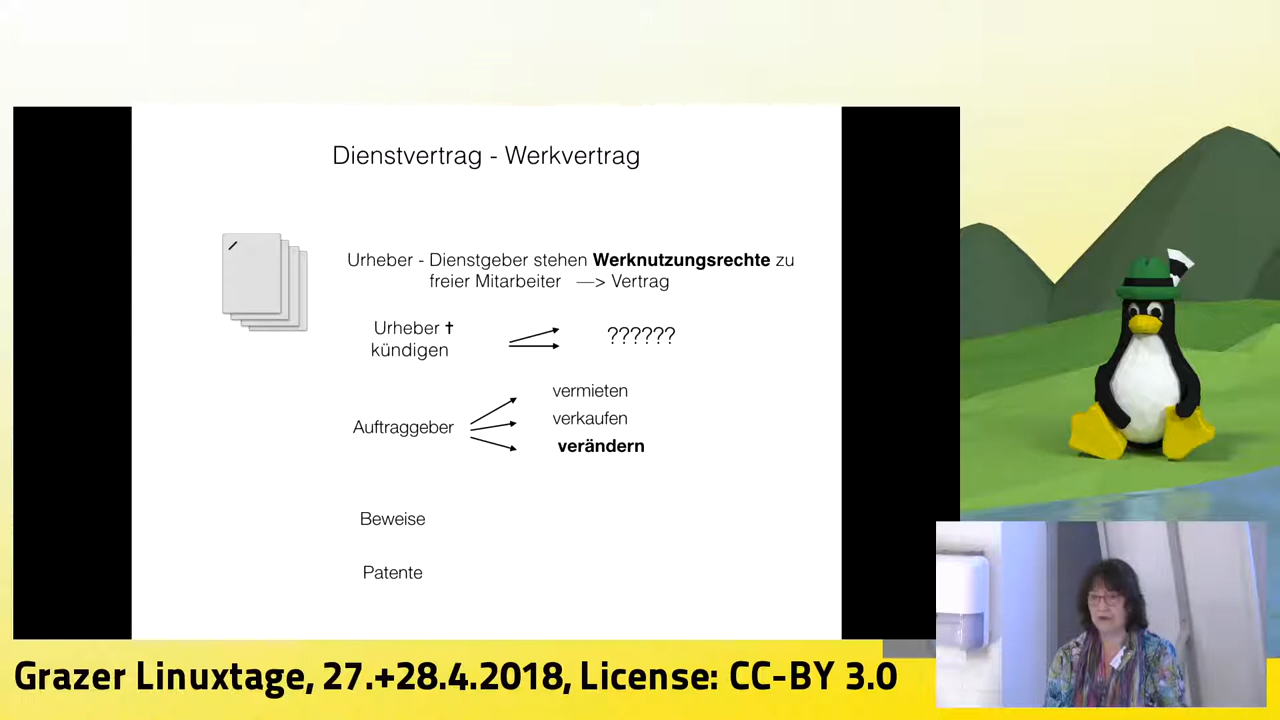 Dienstvertrag - Werkvertrag
Urheber - Dienstgeber stehen Werknutzungsrechte zu
freier Mitarbeiter —> Vertrag
Urheber ✝
kündigen
??????
Auftraggeber
vermieten
verkaufen
verändern
Beweise
Patente
Grazer Linuxtage, 27.+28.4.2018, License: CC-BY 3.0